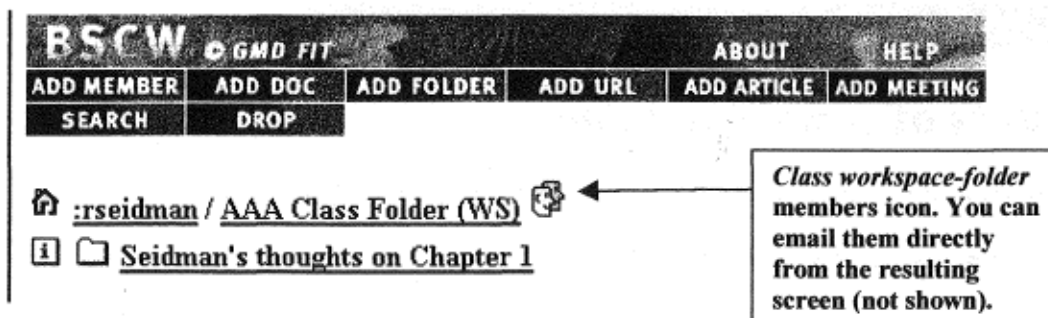 BSCW © GMD FIT ABOUT HELP
ADD MEMBER ADD DOC ADD FOLDER ADD URL ADD ARTICLE ADD MEETING
SEARCH DROP
:rseidman / AAA Class Folder (WS)
i Seidman's thoughts on Chapter 1
Class workspace-folder
members icon. You can
email them directly
from the resulting
screen (not shown).